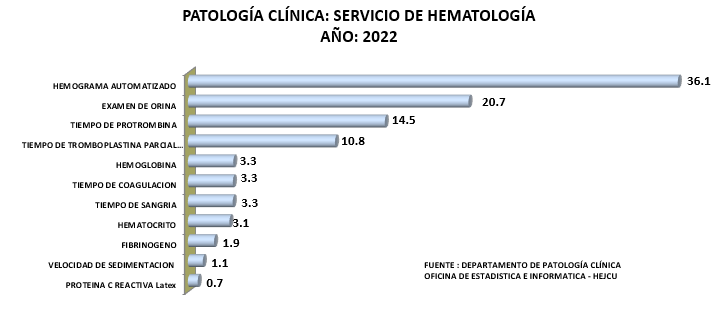 PATOLOGÍA CLÍNICA: SERVICIO DE HEMATOLOGÍA
AÑO: 2022
HEMOGRAMA AUTOMATIZADO 36.1
EXAMEN DE ORINA 20.7
TIEMPO DE PROTROMBINA 14.5
TIEMPO DE TROMBOPLASTINA PARCIAL... 10.8
HEMOGLOBINA 3.3
TIEMPO DE COAGULACION 3.3
TIEMPO DE SANGRIA 3.3
HEMATOCRITO 3.1
FIBRINOGENO 1.9
VELOCIDAD DE SEDIMENTACION 1.1
PROTEINA C REACTIVA Latex 0.7
FUENTE : DEPARTAMENTO DE PATOLOGÍA CLÍNICA
OFICINA DE ESTADISTICA E INFORMATICA - HEJCU